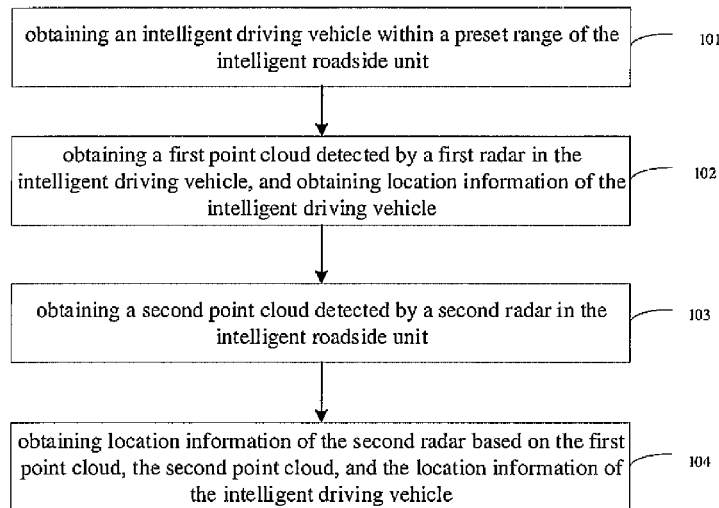 obtaining an intelligent driving vehicle within a preset range of the
intelligent roadside unit
101
obtaining a first point cloud detected by a first radar in the
intelligent driving vehicle, and obtaining location information of the
intelligent driving vehicle
102
obtaining a second point cloud detected by a second radar in the
intelligent roadside unit
103
obtaining location information of the second radar based on the first
point cloud, the second point cloud, and the location information of
the intelligent driving vehicle
104